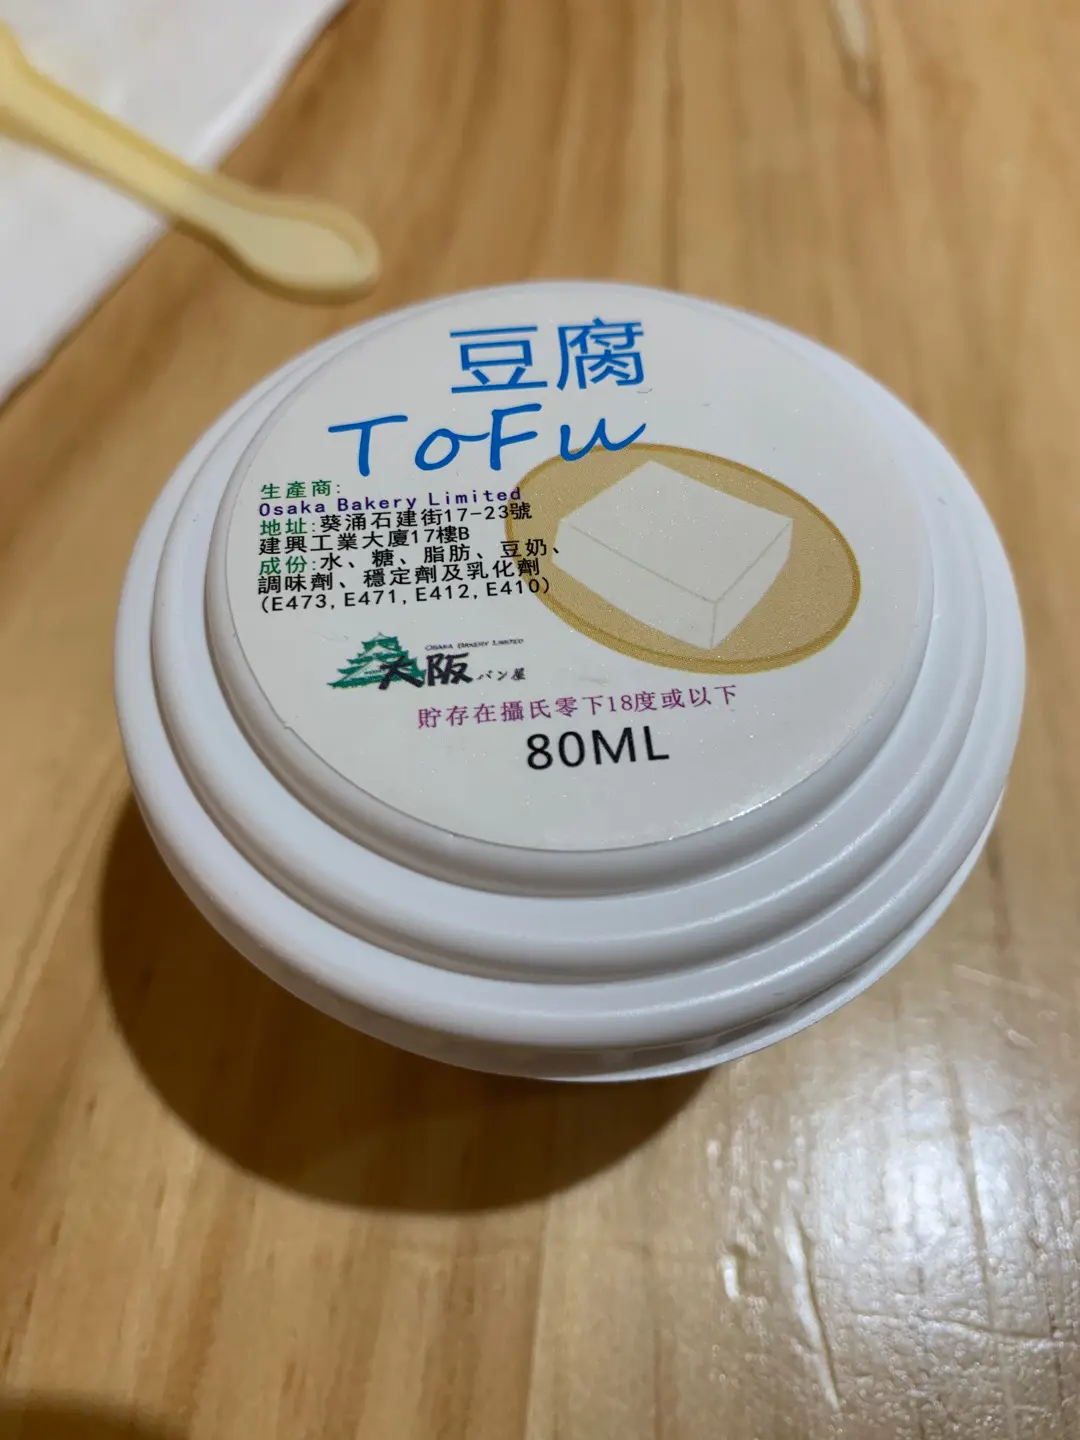 豆腐
ToFu
生產商:
Osaka Bakery Limited
地址:葵涌石建街17-23號
建興工業大廈17樓B
成份:水、糖、脂肪、豆奶、
調味劑、穩定劑及乳化劑
(E473,E471,E412,E410)
OSAKA BAKERY LIMITED
大阪パン屋
貯存在攝氏零下18度或以下
80ML